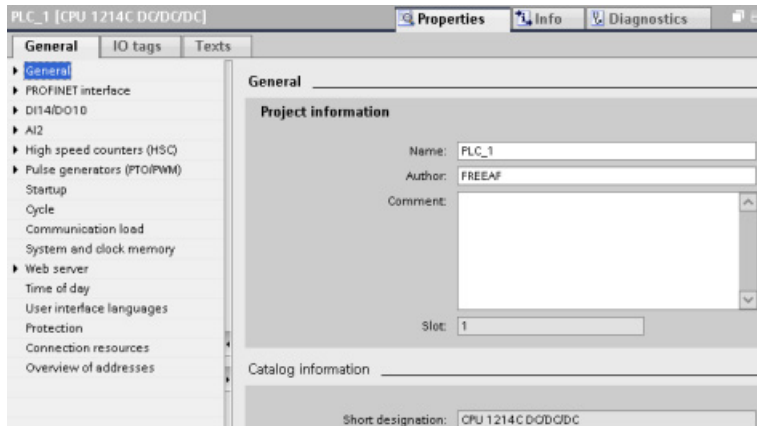 PLC_1 [CPU 1214C DC/DC/DC]
Properties
Info
Diagnostics
General
IO tags
Texts
General
PROFINET interface
DI14/DO10
AI2
High speed counters (HSC)
Pulse generators (PTO/PWM)
Startup
Cycle
Communication load
System and clock memory
Web server
Time of day
User interface languages
Protection
Connection resources
Overview of addresses
General
Project information
Name: PLC_1
Author: FREEAF
Comment:
Slot: 1
Catalog information
Short designation: CPU 1214C DC/DC/DC